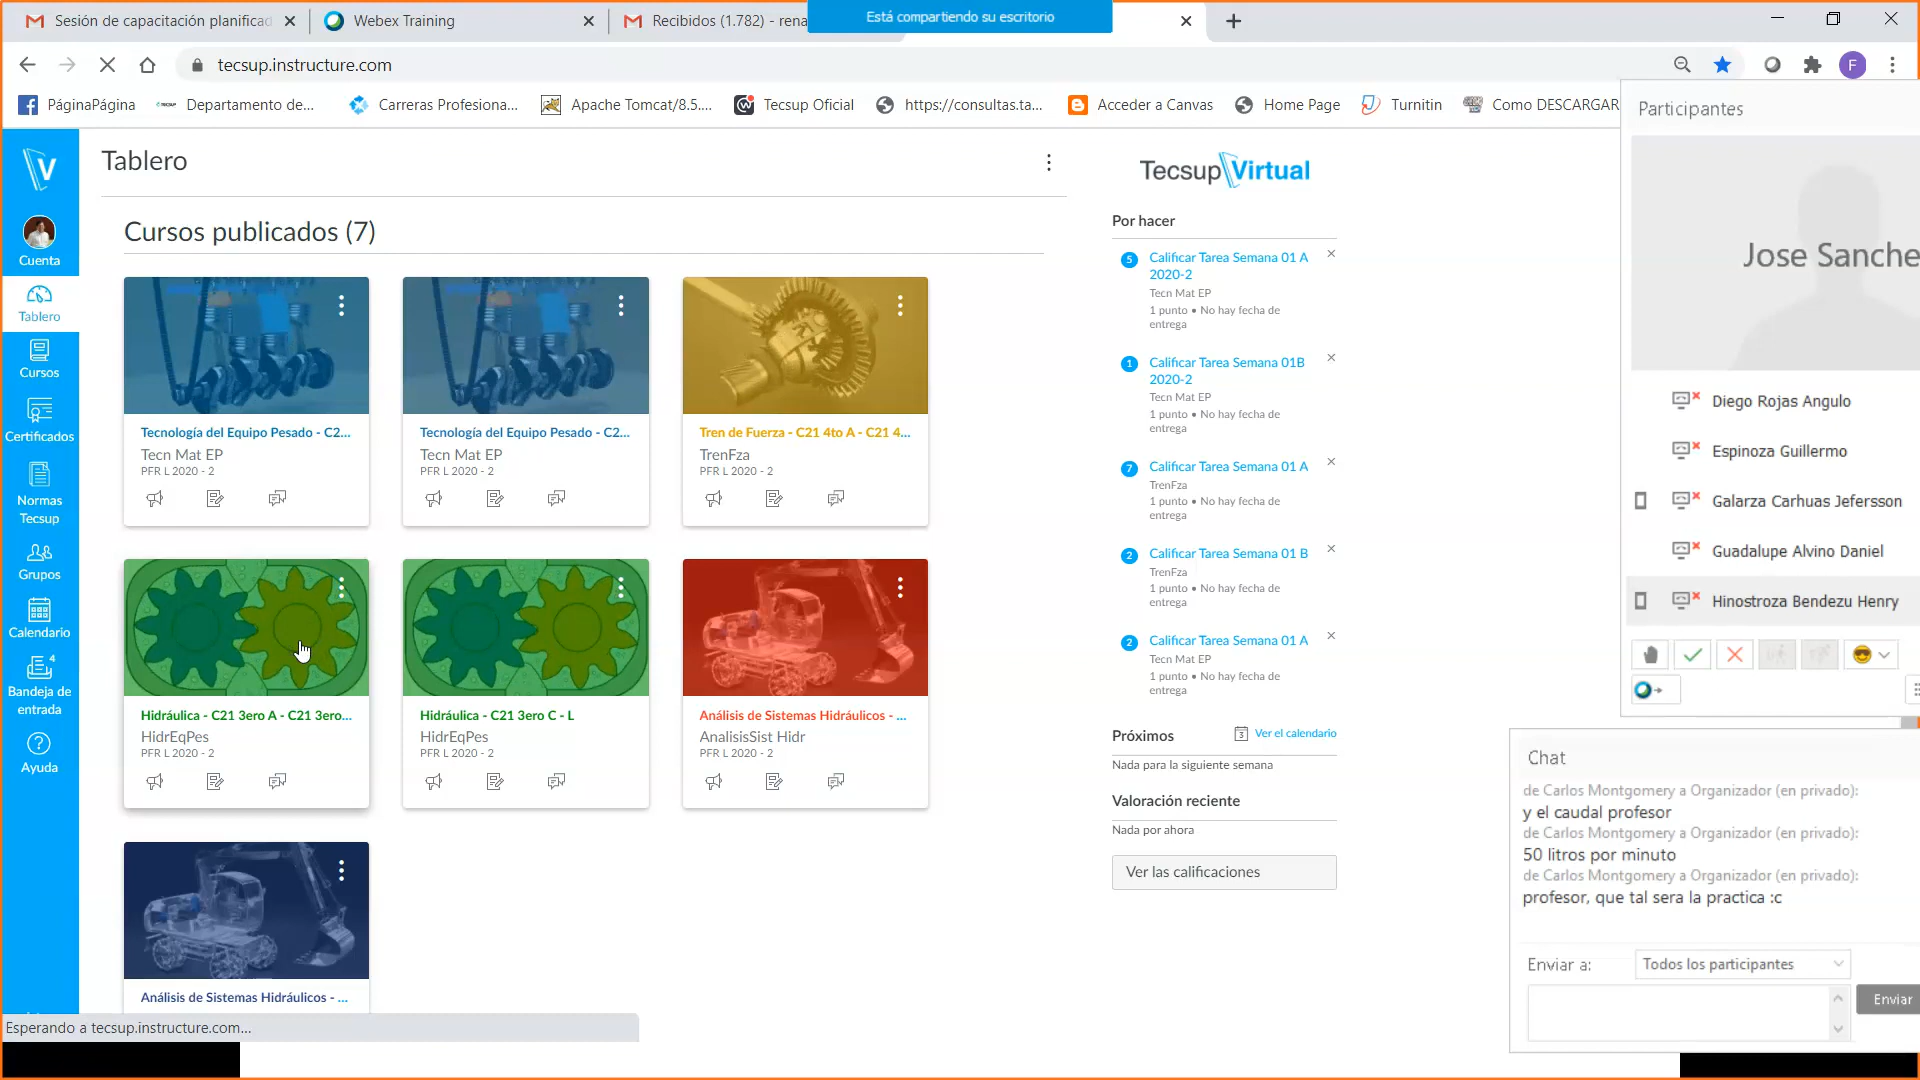 Sesión de capacitación planificad
Webex Training
Recibidos (1.782) - rena
Está compartiendo su escritorio
tecsup.instructure.com
F
PáginaPágina
Departamento de...
Carreras Profesiona...
Apache Tomcat/8.5....
Tecsup Oficial
https://consultas.ta...
Acceder a Canvas
Home Page
Turnitin
Como DESCARGAR
Cuenta
Tablero
Cursos
Certificados
Normas
Tecsup
Grupos
Calendario
4
Bandeja de
entrada
Ayuda
Tablero
Cursos publicados (7)
Tecnología del Equipo Pesado - C2...
Tecn Mat EP
PFR L 2020 - 2
Tecnología del Equipo Pesado - C2...
Tecn Mat EP
PFR L 2020 - 2
Tren de Fuerza - C21 4to A - C21 4...
TrenFza
PFR L 2020 - 2
Hidráulica - C21 3ero A - C21 3ero...
HidrEqPes
PFR L 2020 - 2
Hidráulica - C21 3ero C - L
HidrEqPes
PFR L 2020 - 2
Análisis de Sistemas Hidráulicos - ...
AnalisisSist Hidr
PFR L 2020 - 2
Análisis de Sistemas Hidráulicos - ...
Esperando a tecsup.instructure.com...
Tecsup Virtual
Por hacer
5
Calificar Tarea Semana 01 A
2020-2
Tecn Mat EP
1 punto • No hay fecha de
entrega
1
Calificar Tarea Semana 01B
2020-2
Tecn Mat EP
1 punto • No hay fecha de
entrega
7
Calificar Tarea Semana 01 A
TrenFza
1 punto • No hay fecha de
entrega
2
Calificar Tarea Semana 01 B
TrenFza
1 punto • No hay fecha de
entrega
2
Calificar Tarea Semana 01 A
Tecn Mat EP
1 punto • No hay fecha de
entrega
Próximos
3
Ver el calendario
Nada para la siguiente semana
Valoración reciente
Nada por ahora
Ver las calificaciones
Participantes
Jose Sanche
Diego Rojas Angulo
Espinoza Guillermo
Galarza Carhuas Jefersson
Guadalupe Alvino Daniel
Hinostroza Bendezu Henry
Chat
de Carlos Montgomery a Organizador (en privado):
y el caudal profesor
de Carlos Montgomery a Organizador (en privado):
50 litros por minuto
de Carlos Montgomery a Organizador (en privado):
profesor, que tal sera la practica :c
Enviar a:
Todos los participantes
Enviar